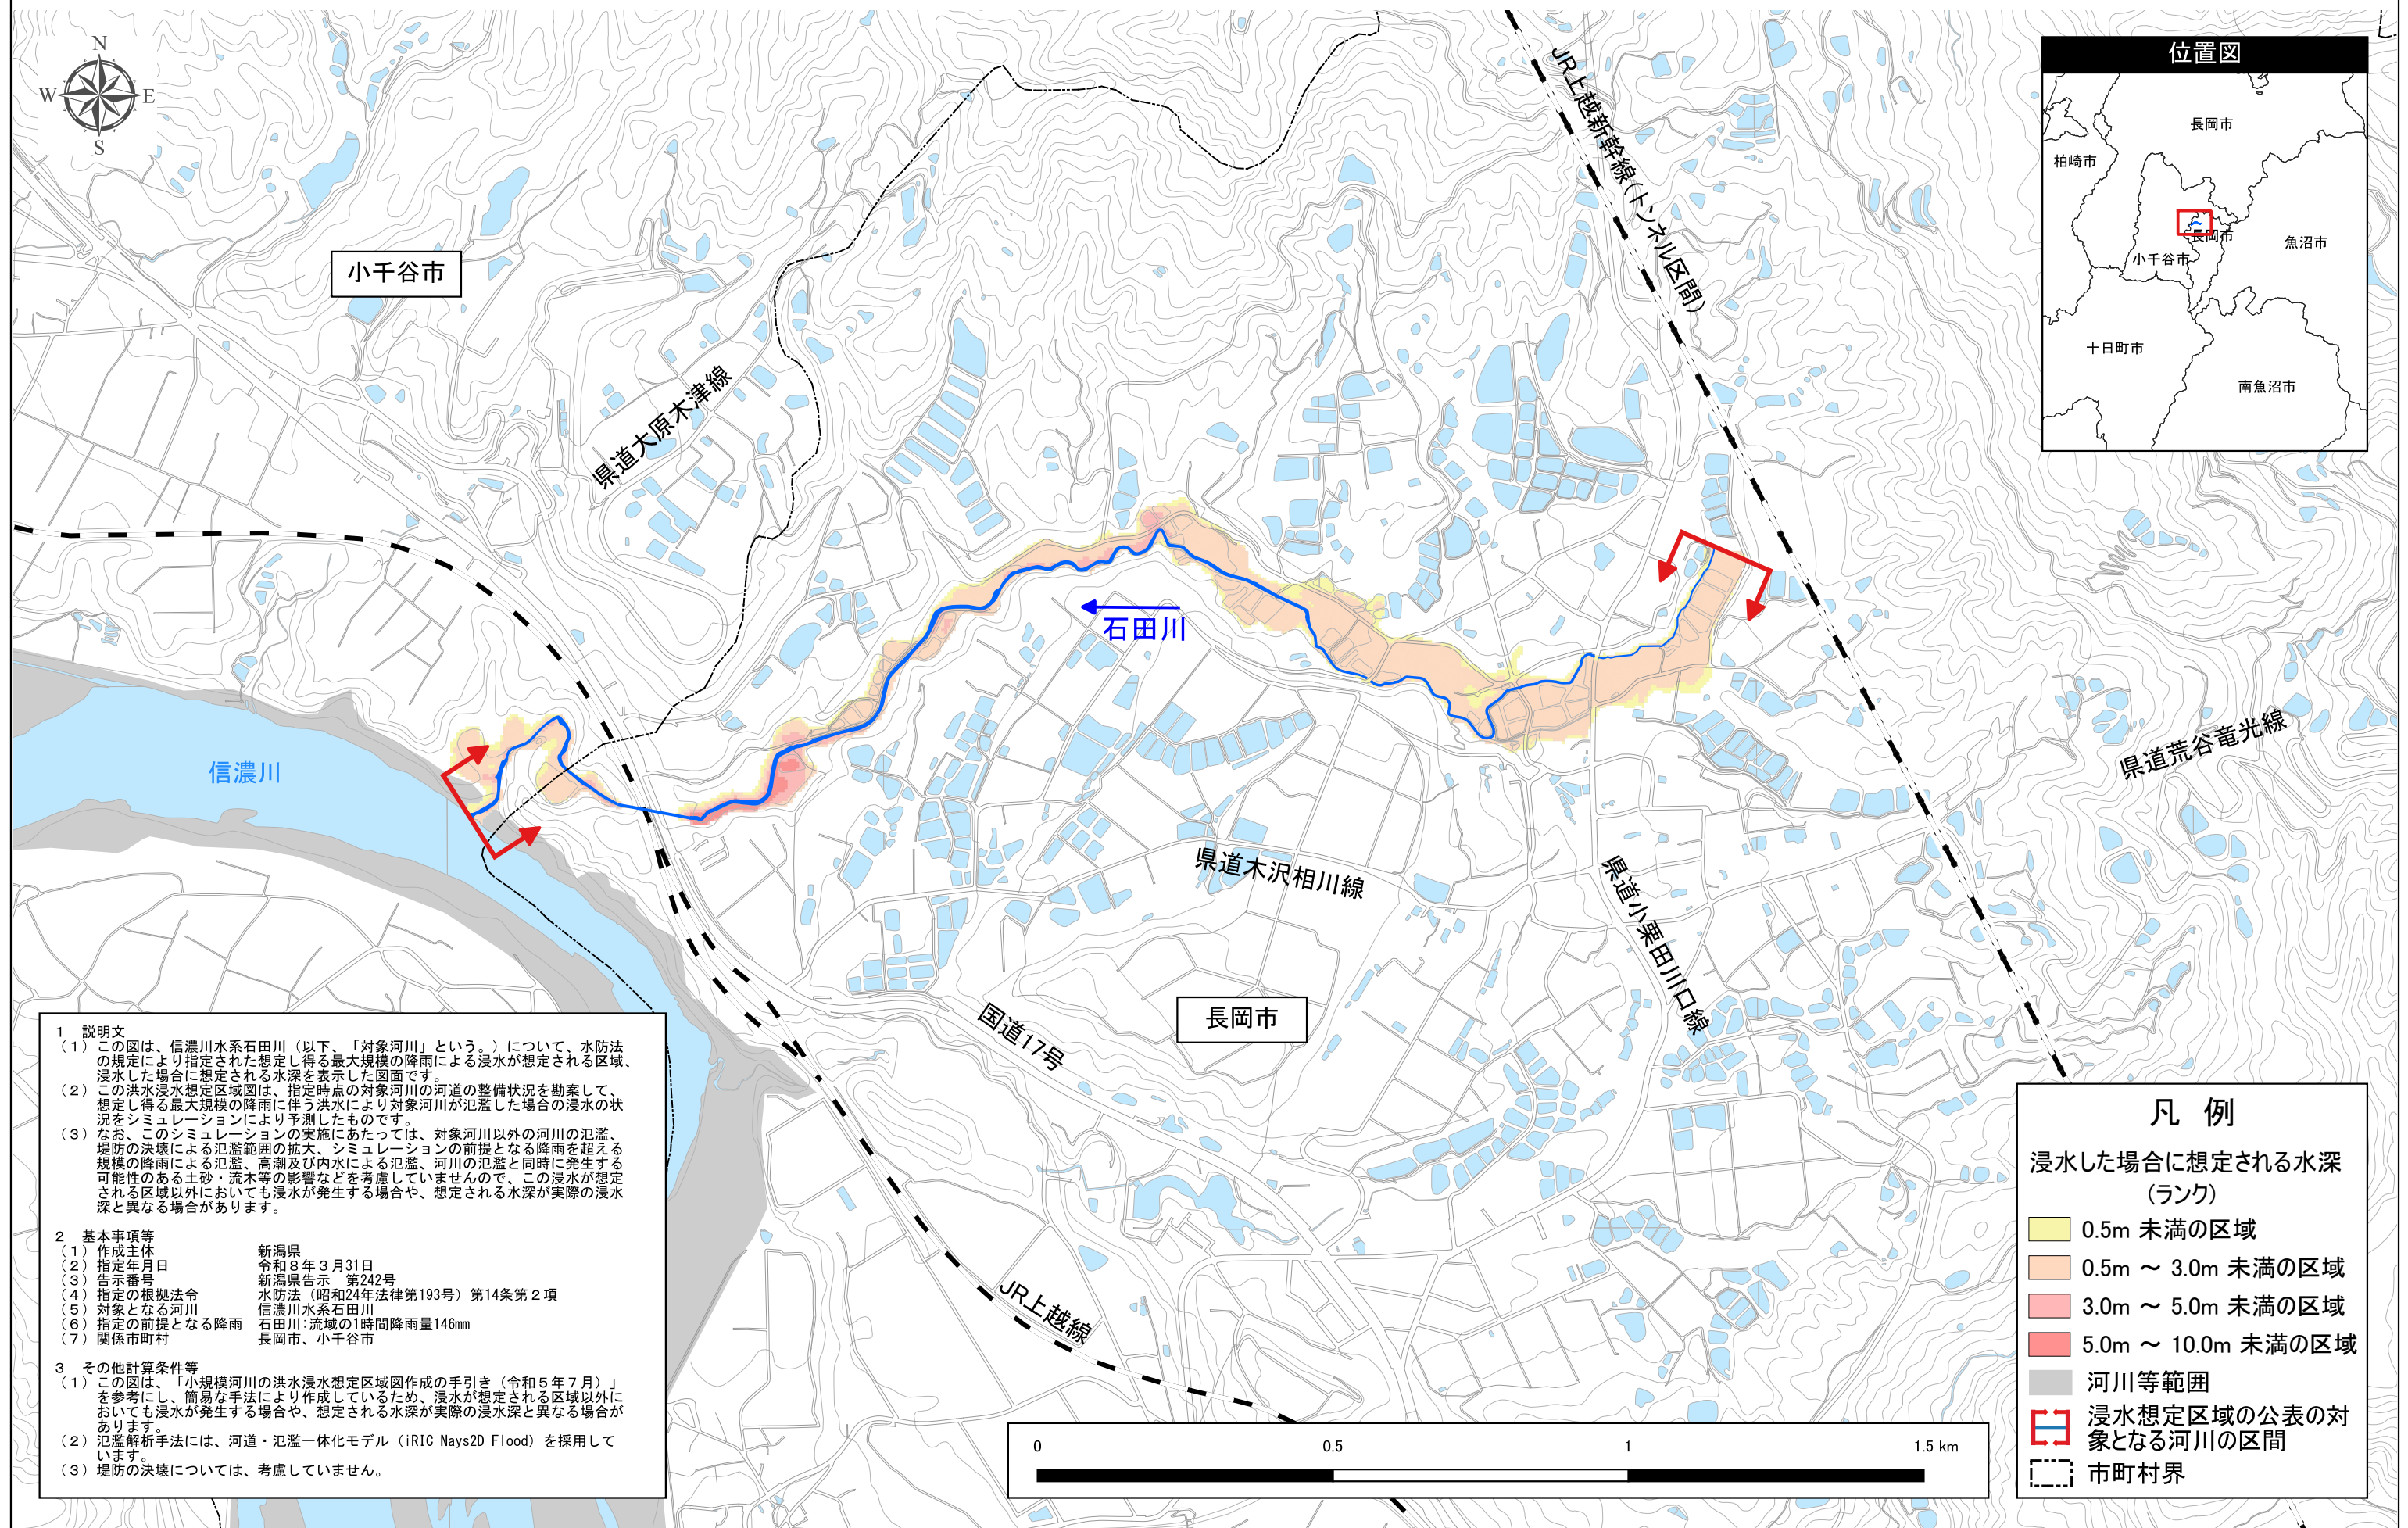 N
W
E
S
小千谷市
県道大原木津線
JR上越新幹線(トンネル区間)
位置図
長岡市
柏崎市
長岡市
魚沼市
小千谷市
十日町市
南魚沼市
石田川
信濃川
県道荒谷竜光線
県道木沢相川線
県道小栗田川口線
長岡市
国道17号
JR上越線
1 説明文
(1)この図は、信濃川水系石田川(以下、「対象河川」という。)について、水防法
の規定により指定された想定し得る最大規模の降雨による浸水が想定される区域、
浸水した場合に想定される水深を表示した図面です。
(2)この洪水浸水想定区域図は、指定時点の対象河川の河道の整備状況を勘案して、
想定し得る最大規模の降雨に伴う洪水により対象河川が氾濫した場合の浸水の状
況をシミュレーションにより予測したものです。
(3)なお、このシミュレーションの実施にあたっては、対象河川以外の河川の氾濫、
堤防の決壊による氾濫範囲の拡大、シミュレーションの前提となる降雨を超える
規模の降雨による氾濫、高潮及び内水による氾濫、河川の氾濫と同時に発生する
可能性のある土砂・流木等の影響などを考慮していませんので、この浸水が想定
される区域以外においても浸水が発生する場合や、想定される水深が実際の浸水
深と異なる場合があります。
2 基本事項等
(1)作成主体 新潟県
(2)指定年月日 令和8年3月31日
(3)告示番号 新潟県告示 第242号
(4)指定の根拠法令 水防法(昭和24年法律第193号)第14条第2項
(5)対象となる河川 信濃川水系石田川
(6)指定の前提となる降雨 石田川:流域の1時間降雨量146mm
(7)関係市町村 長岡市、小千谷市
3 その他計算条件等
(1)この図は、「小規模河川の洪水浸水想定区域図作成の手引き(令和5年7月)」
を参考にし、簡易な手法により作成しているため、浸水が想定される区域以外に
おいても浸水が発生する場合や、想定される水深が実際の浸水深と異なる場合が
あります。
(2)氾濫解析手法には、河道・氾濫一体化モデル(iRIC Nays2D Flood)を採用して
います。
(3)堤防の決壊については、考慮していません。
0 0.5 1 1.5 km
凡 例
浸水した場合に想定される水深
(ランク)
0.5m 未満の区域
0.5m ～ 3.0m 未満の区域
3.0m ～ 5.0m 未満の区域
5.0m ～ 10.0m 未満の区域
河川等範囲
浸水想定区域の公表の対
象となる河川の区間
市町村界